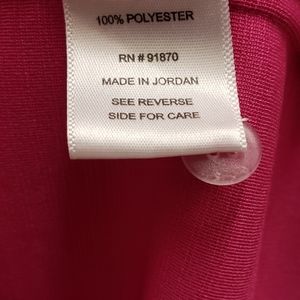 100% POLYESTER
RN # 91870
MADE IN JORDAN
SEE REVERSE
SIDE FOR CARE